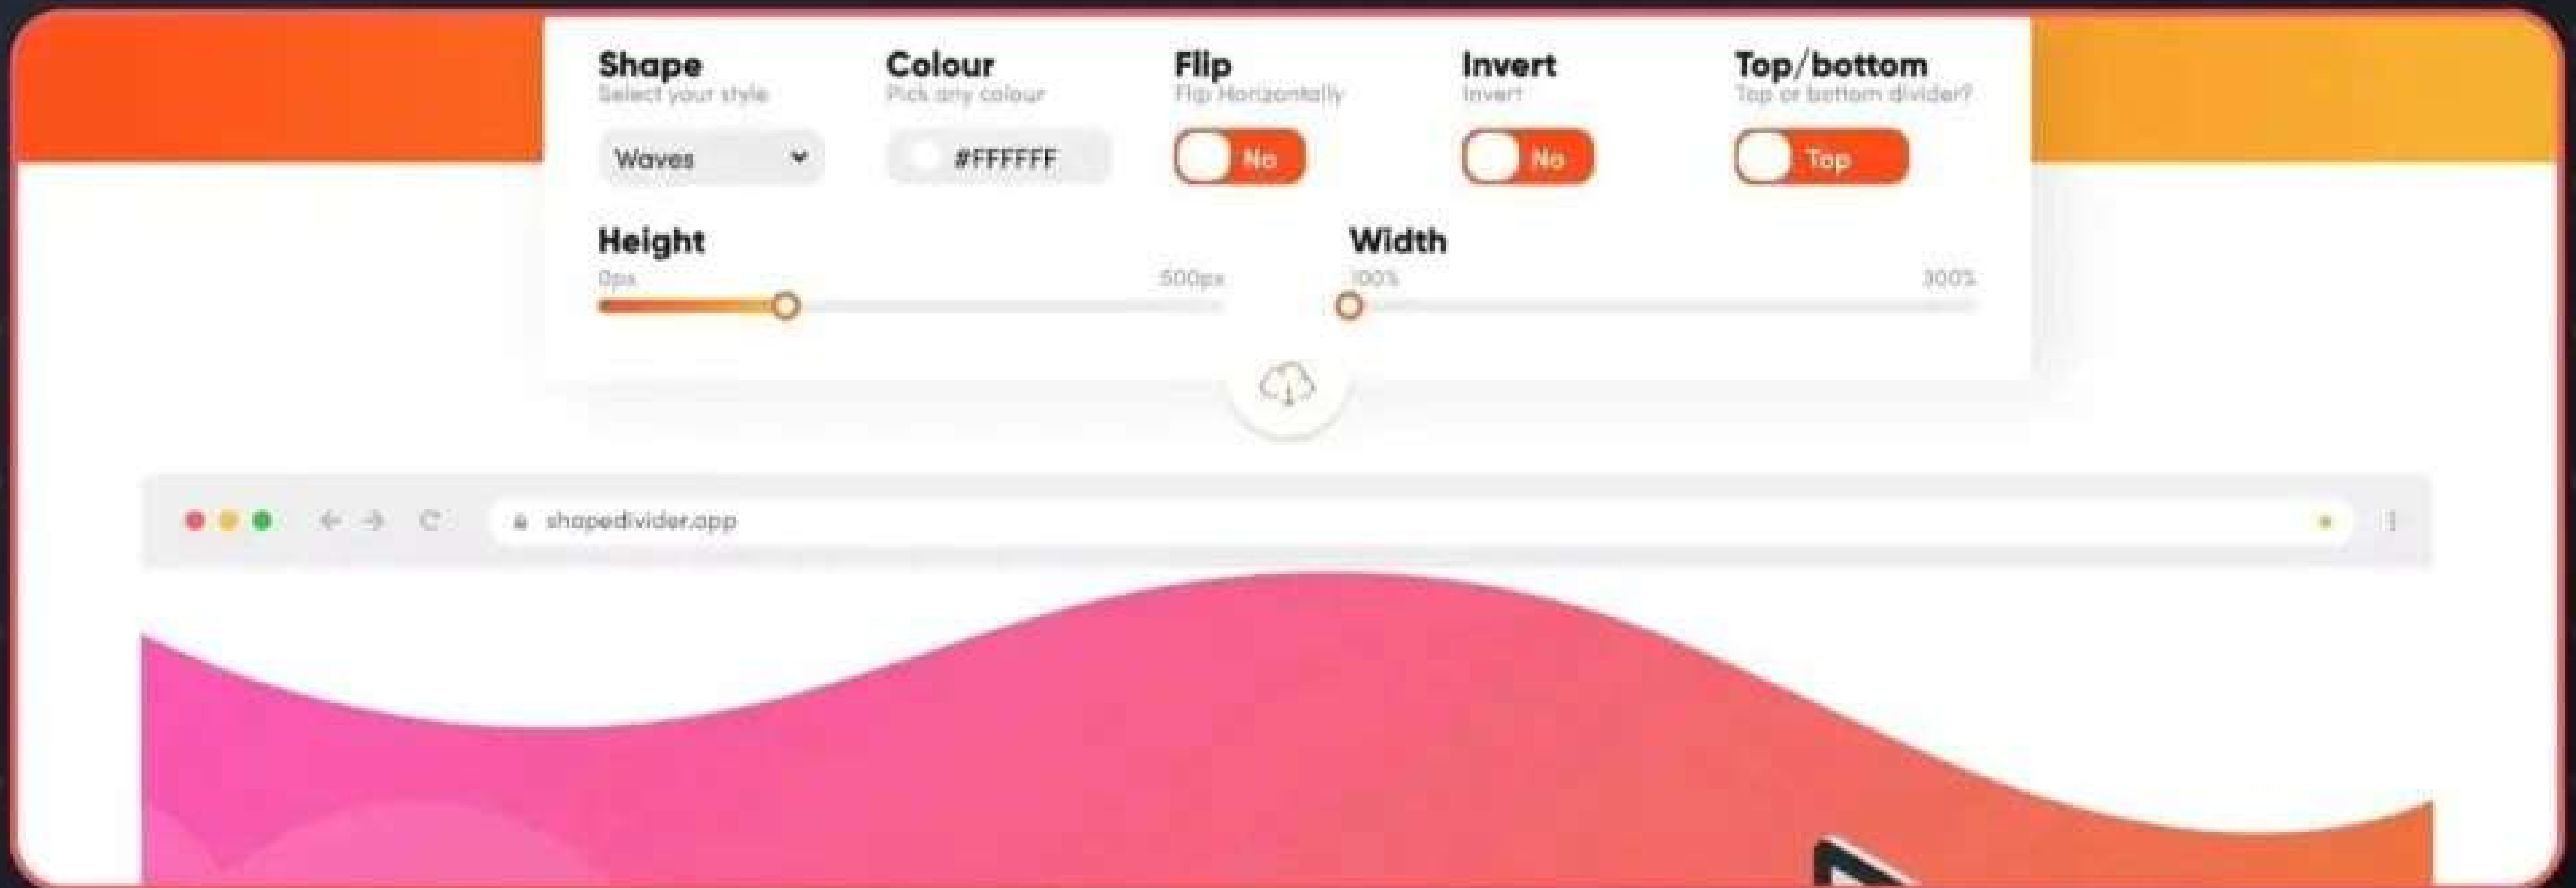 Shape
Select your style
Waves
Colour
Pick any colour
#FFFFFF
Flip
Flip Horizontally
No
Invert
Invert
No
Top/bottom
Top or bottom divider?
Top
Height
0px 500px
Width
100% 300%
shapedivider.app